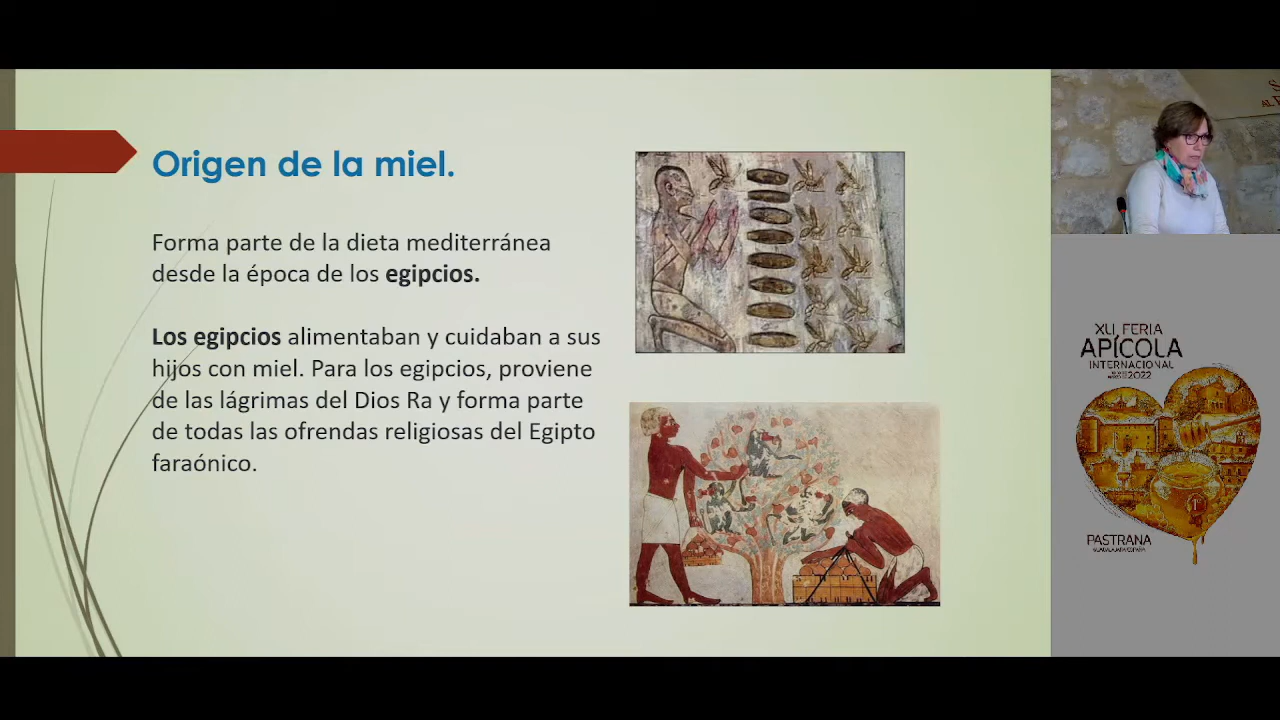 Origen de la miel.
Forma parte de la dieta mediterránea
desde la época de los egipcios.
Los egipcios alimentaban y cuidaban a sus
hijos con miel. Para los egipcios, proviene
de las lágrimas del Dios Ra y forma parte
de todas las ofrendas religiosas del Egipto
faraónico.
XLI FERIA
APÍCOLA
INTERNACIONAL
2022
PASTRANA